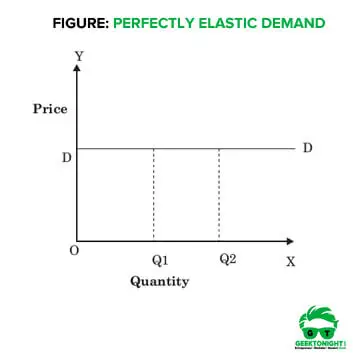 FIGURE: PERFECTLY ELASTIC DEMAND
Y
Price
D
D
O
Q1
Q2
X
Quantity
G T
GEEKTONIGHT